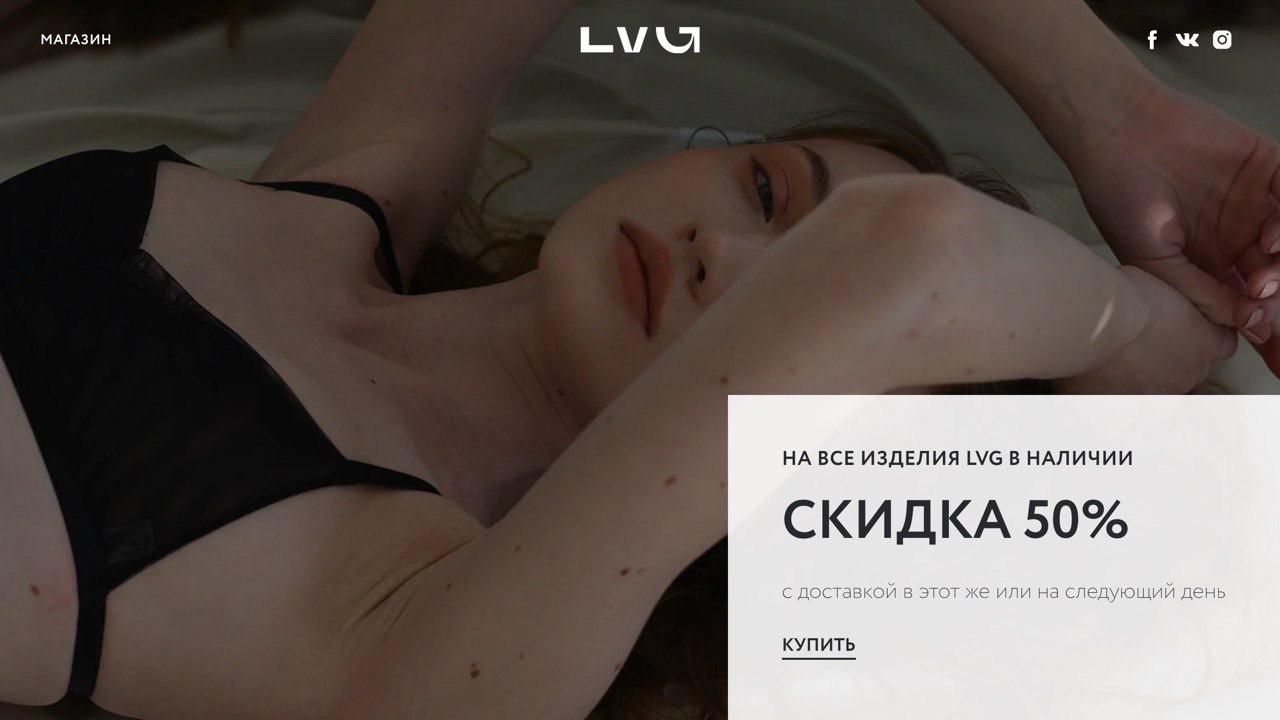 МАГАЗИН
LVG
НА ВСЕ ИЗДЕЛИЯ LVG В НАЛИЧИИ
СКИДКА 50%
с доставкой в этот же или на следующий день
КУПИТЬ